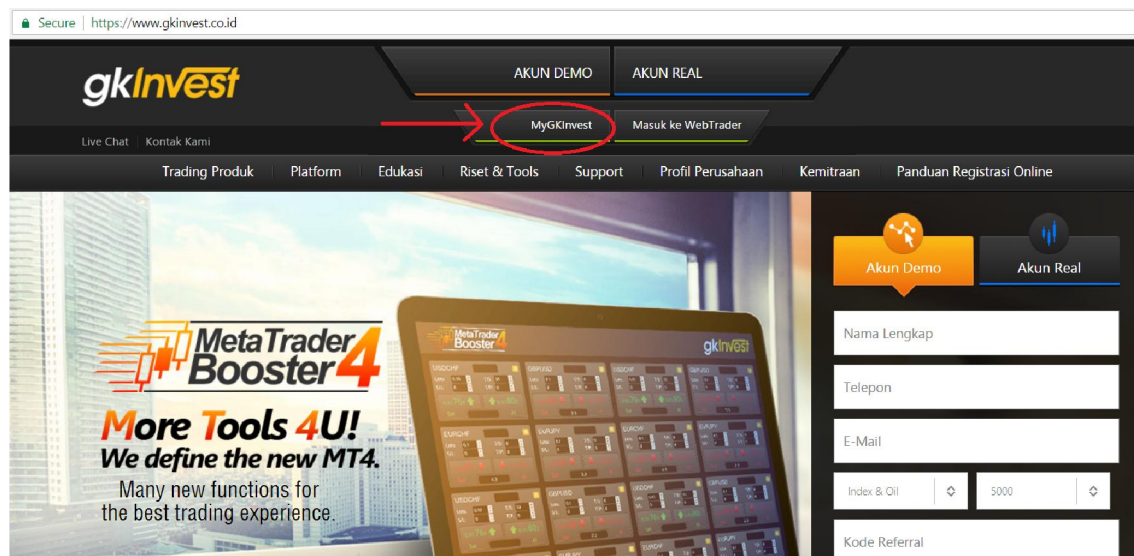 Secure | https://www.gkinvest.co.id
gkInvest
AKUN DEMO
AKUN REAL
MyGKInvest
Masuk ke WebTrader
Live Chat | Kontak Kami
Trading Produk
Platform
Edukasi
Riset & Tools
Support
Profil Perusahaan
Kemitraan
Panduan Registrasi Online
MetaTrader 4
Booster
More Tools 4U!
We define the new MT4.
Many new functions for
the best trading experience.
MetaTrader 4
Booster
gkInvest
USDCHF
GBPUSD
Akun Demo
Akun Real
Nama Lengkap
Telepon
E-Mail
Index & Oil
5000
Kode Referral